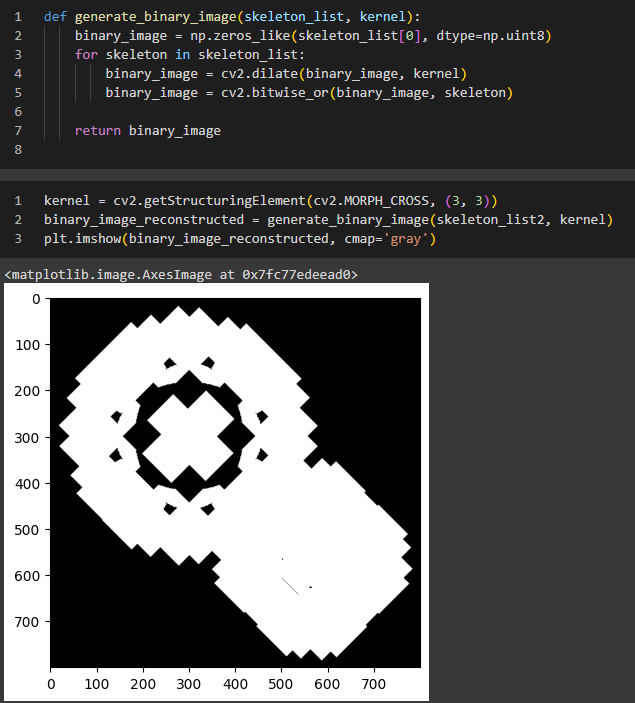 1 def generate_binary_image(skeleton_list, kernel):
2 binary_image = np.zeros_like(skeleton_list[0], dtype=np.uint8)
3 for skeleton in skeleton_list:
4 binary_image = cv2.dilate(binary_image, kernel)
5 binary_image = cv2.bitwise_or(binary_image, skeleton)
6
7 return binary_image
8
1 kernel = cv2.getStructuringElement(cv2.MORPH_CROSS, (3, 3))
2 binary_image_reconstructed = generate_binary_image(skeleton_list2, kernel)
3 plt.imshow(binary_image_reconstructed, cmap='gray')
<matplotlib.image.AxesImage at 0x7fc77edeead0>
0
100
200
300
400
500
600
700
0 100 200 300 400 500 600 700